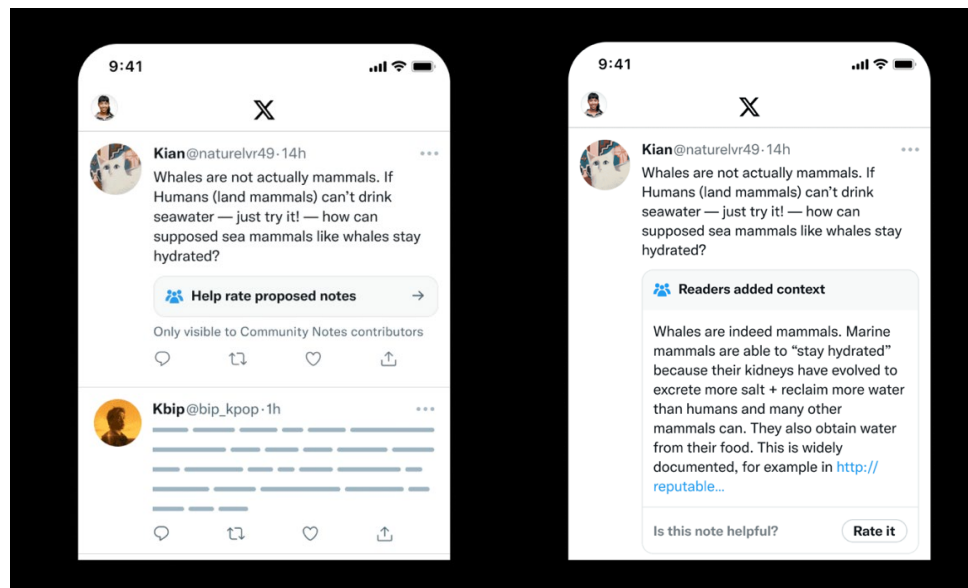 9:41
X
Kian @naturelvr49 · 14h
Whales are not actually mammals. If
Humans (land mammals) can’t drink
seawater — just try it! — how can
supposed sea mammals like whales stay
hydrated?
Help rate proposed notes
Only visible to Community Notes contributors
Kbip @bip_kpop · 1h
9:41
X
Kian @naturelvr49 · 14h
Whales are not actually mammals. If
Humans (land mammals) can’t drink
seawater — just try it! — how can
supposed sea mammals like whales stay
hydrated?
Readers added context
Whales are indeed mammals. Marine
mammals are able to “stay hydrated”
because their kidneys have evolved to
excrete more salt + reclaim more water
than humans and many other
mammals can. They also obtain water
from their food. This is widely
documented, for example in http://
reputable...
Is this note helpful? Rate it